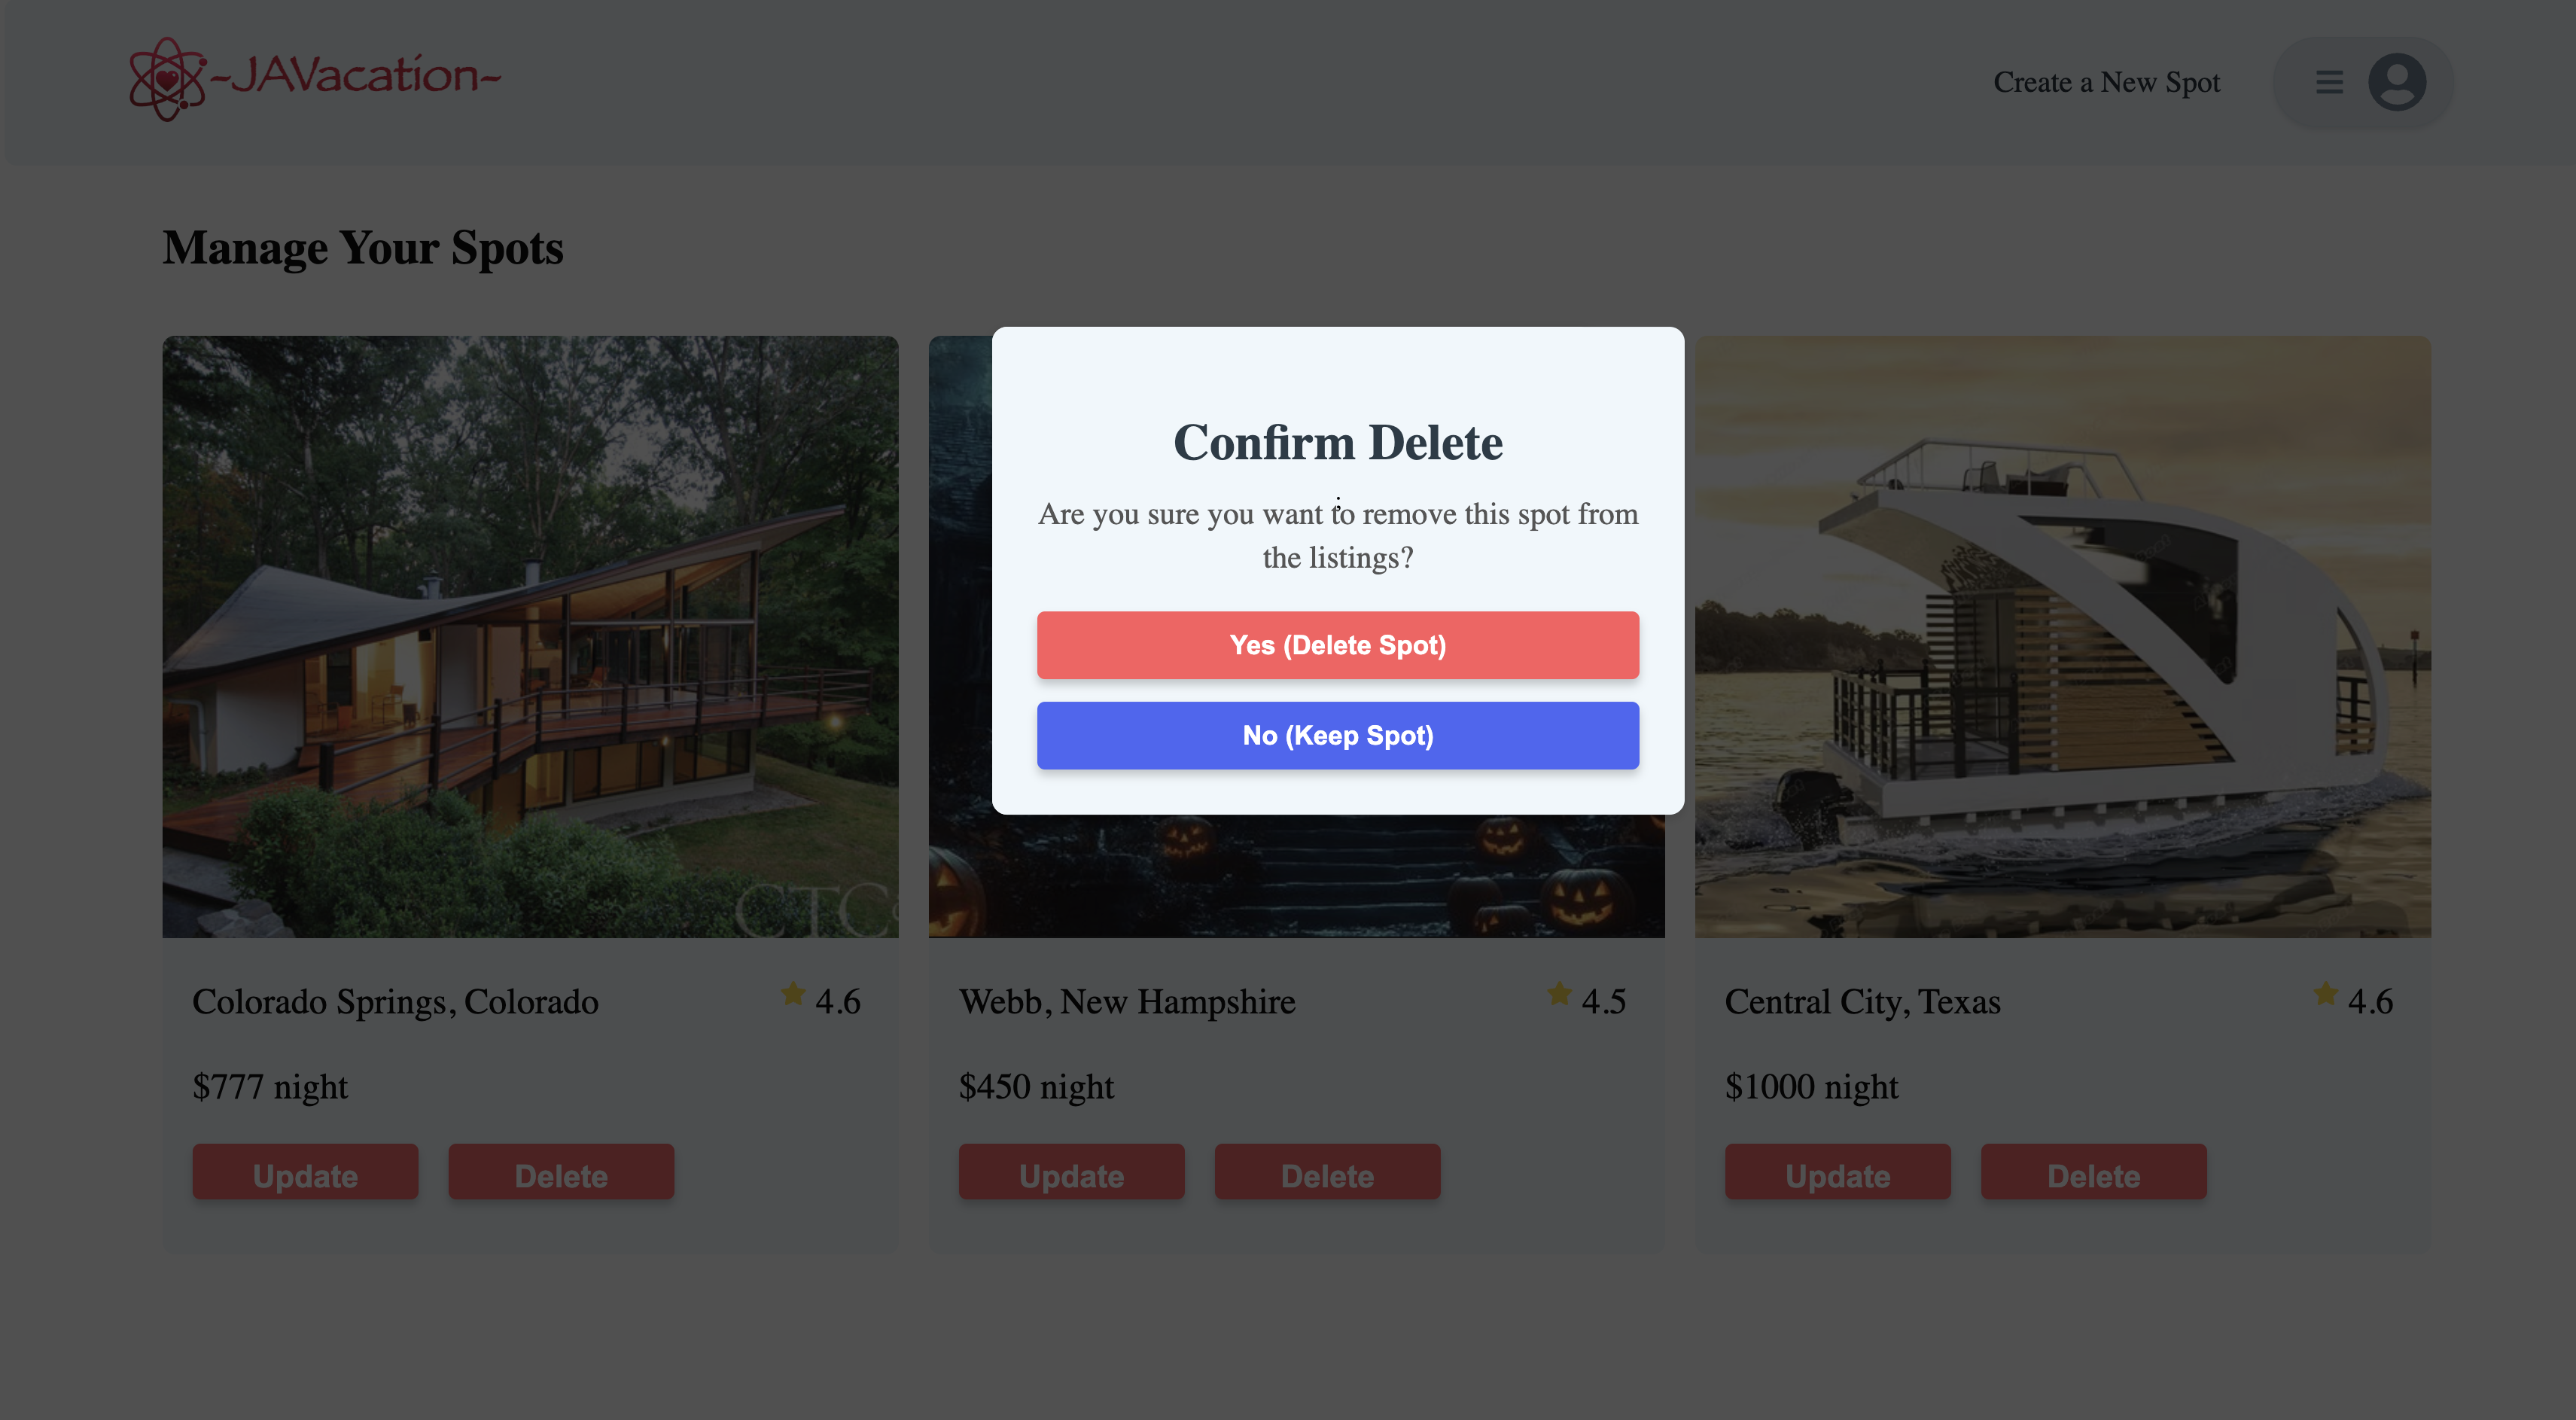 ~JAVacation~
Create a New Spot
Manage Your Spots
Confirm Delete
;
Are you sure you want to remove this spot from
the listings?
Yes (Delete Spot)
No (Keep Spot)
CTC
Colorado Springs, Colorado
4.6
$777 night
Update
Delete
Webb, New Hampshire
4.5
$450 night
Update
Delete
Central City, Texas
4.6
$1000 night
Update
Delete